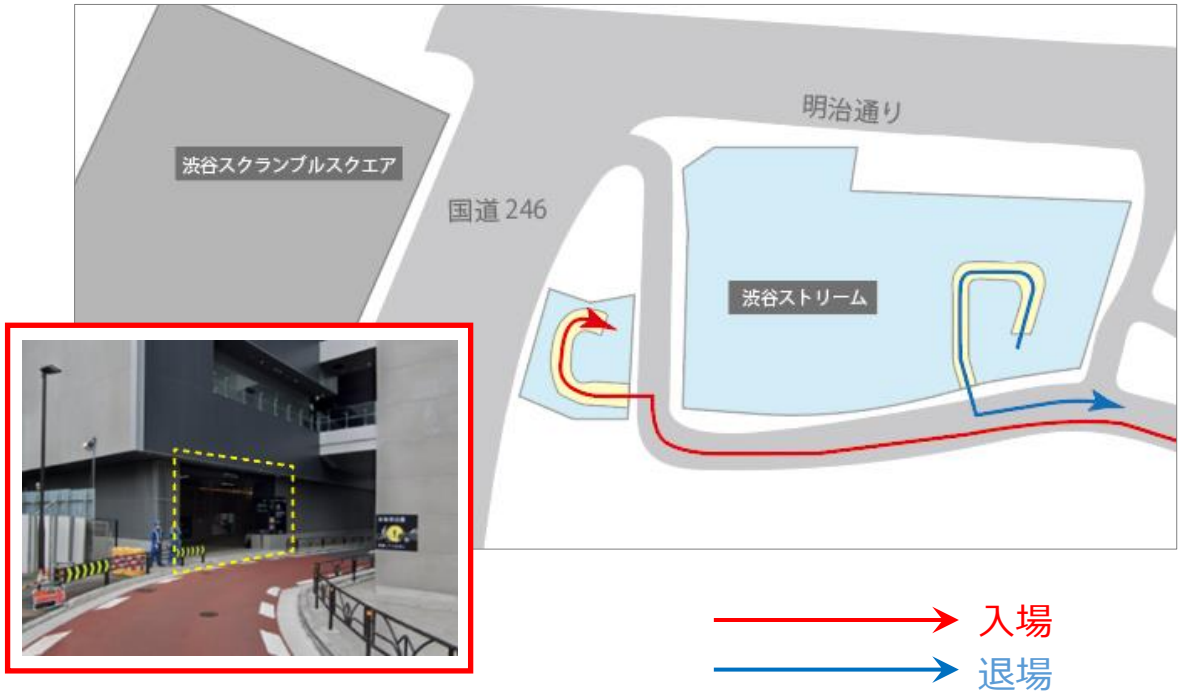 明治通り
渋谷スクランブルスクエア
国道 246
渋谷ストリーム
入場
退場